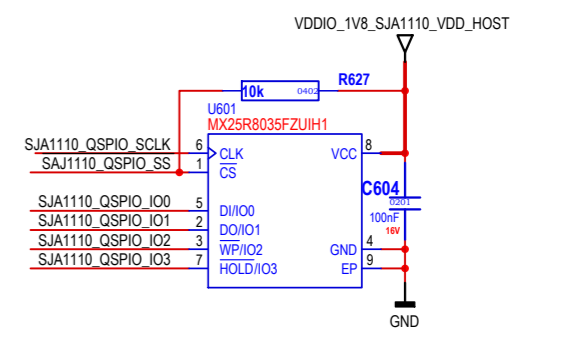 VDDIO_1V8_SJA1110_VDD_HOST
R627
10k
0402
U601
MX25R8035FZUIH1
SJA1110_QSPIO_SCLK 6 CLK VCC 8
SAJ1110_QSPIO_SS 1 CS
C604
0201
100nF
16V
SJA1110_QSPIO_IO0 5 DI/IO0
SJA1110_QSPIO_IO1 2 DO/IO1
SJA1110_QSPIO_IO2 3 WP/IO2 GND 4
SJA1110_QSPIO_IO3 7 HOLD/IO3 EP 9
GND